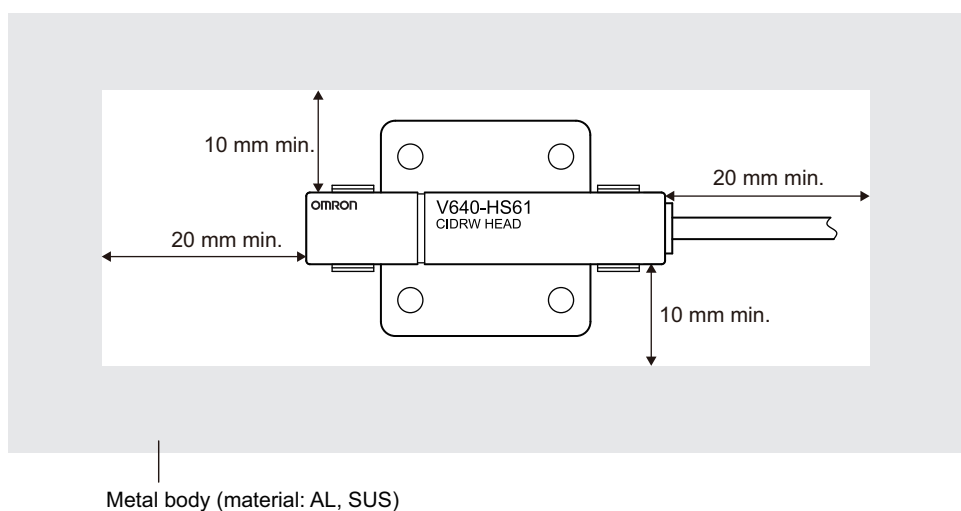 10 mm min.
20 mm min.
OMRON
V640-HS61
CIDRW HEAD
20 mm min.
10 mm min.
Metal body (material: AL, SUS)